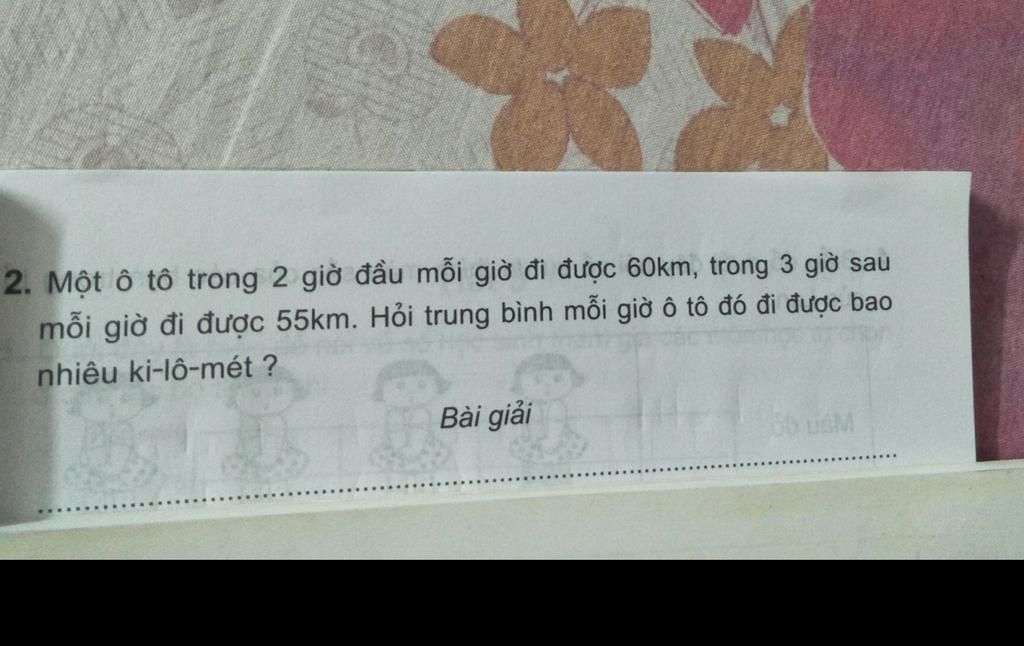 2. Một ô tô trong 2 giờ đầu mỗi giờ đi được 60km, trong 3 giờ sau
mỗi giờ đi được 55km. Hỏi trung bình mỗi giờ ô tô đó đi được bao
nhiêu ki-lô-mét ?
Bài giải